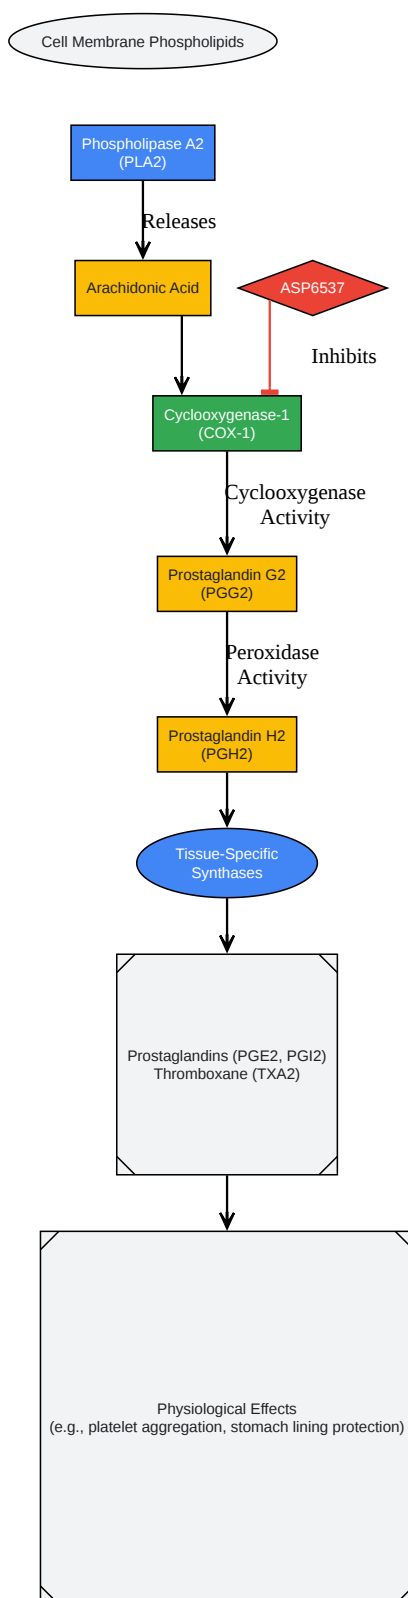 Cell Membrane Phospholipids
Phospholipase A2
(PLA2)
Releases
Arachidonic Acid
ASP6537
Inhibits
Cyclooxygenase-1
(COX-1)
Cyclooxygenase
Activity
Prostaglandin G2
(PGG2)
Peroxidase
Activity
Prostaglandin H2
(PGH2)
Tissue-Specific
Synthases
Prostaglandins (PGE2, PGI2)
Thromboxane (TXA2)
Physiological Effects
(e.g., platelet aggregation, stomach lining protection)